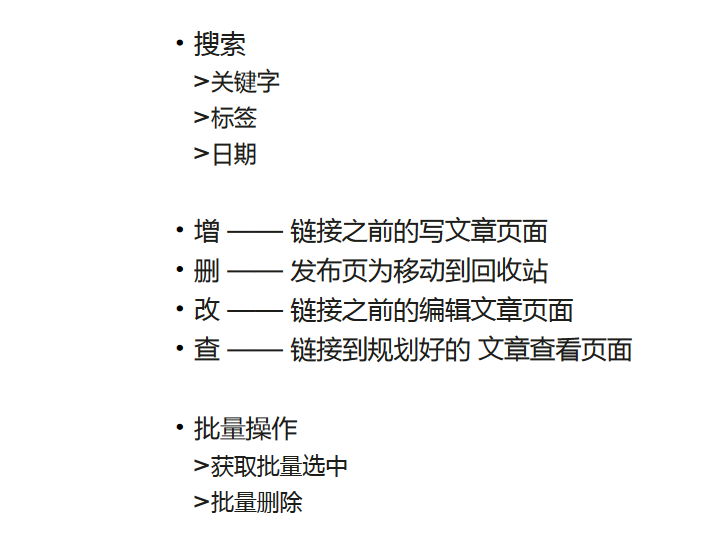 • 搜索
>关键字
>标签
>日期
• 增 —— 链接之前的写文章页面
• 删 —— 发布页为移动到回收站
• 改 —— 链接之前的编辑文章页面
• 查 —— 链接到规划好的 文章查看页面
• 批量操作
>获取批量选中
>批量删除